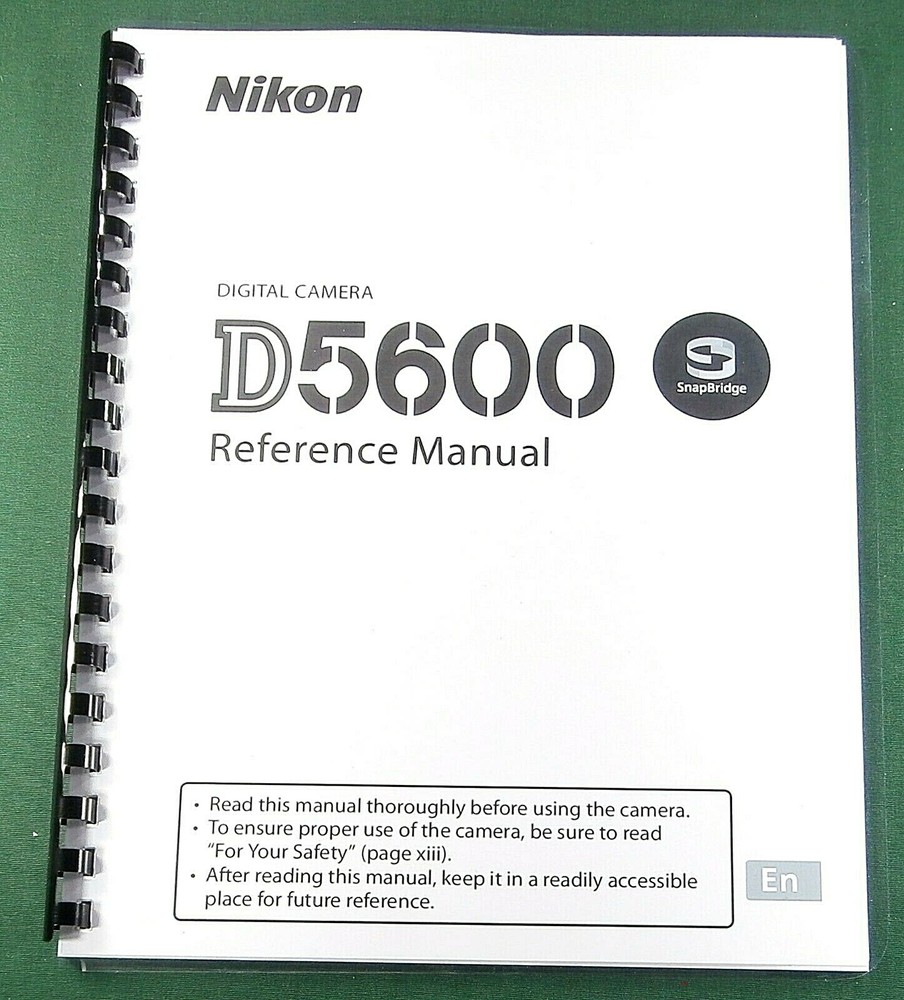 Nikon
DIGITAL CAMERA
D5600
SnapBridge
Reference Manual
• Read this manual thoroughly before using the camera.
• To ensure proper use of the camera, be sure to read
“For Your Safety” (page xiii).
• After reading this manual, keep it in a readily accessible
place for future reference.
En